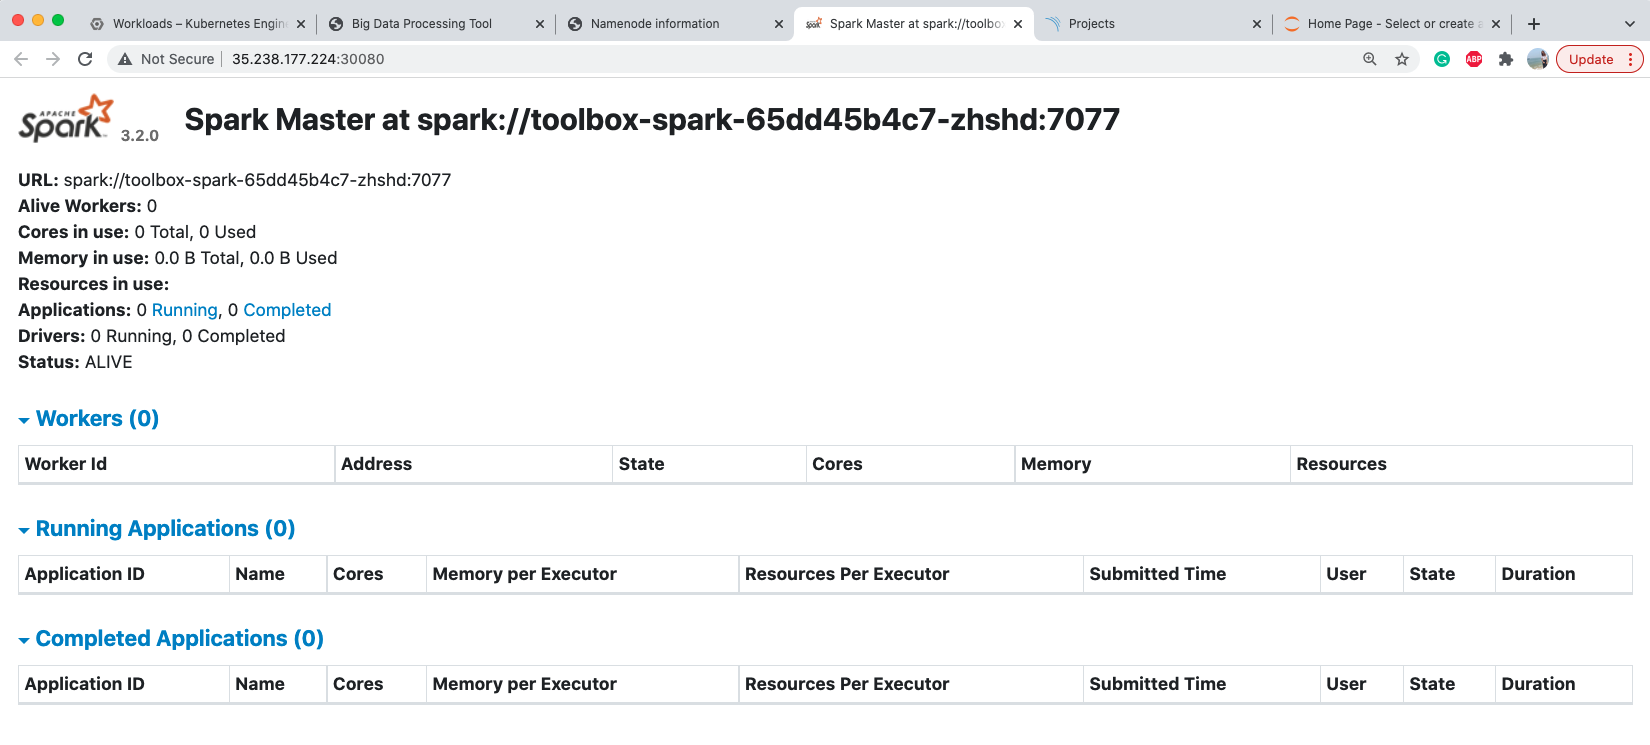 Workloads – Kubernetes Engin
Big Data Processing Tool
Namenode information
Spark Master at spark://toolbo
Projects
Home Page - Select or create a
Not Secure
35.238.177.224:30080
ABP
Update
APACHE
Spark
3.2.0
Spark Master at spark://toolbox-spark-65dd45b4c7-zhshd:7077
URL: spark://toolbox-spark-65dd45b4c7-zhshd:7077
Alive Workers: 0
Cores in use: 0 Total, 0 Used
Memory in use: 0.0 B Total, 0.0 B Used
Resources in use:
Applications: 0 Running, 0 Completed
Drivers: 0 Running, 0 Completed
Status: ALIVE
Workers (0)
Worker Id Address State Cores Memory Resources
Running Applications (0)
Application ID Name Cores Memory per Executor Resources Per Executor Submitted Time User State Duration
Completed Applications (0)
Application ID Name Cores Memory per Executor Resources Per Executor Submitted Time User State Duration